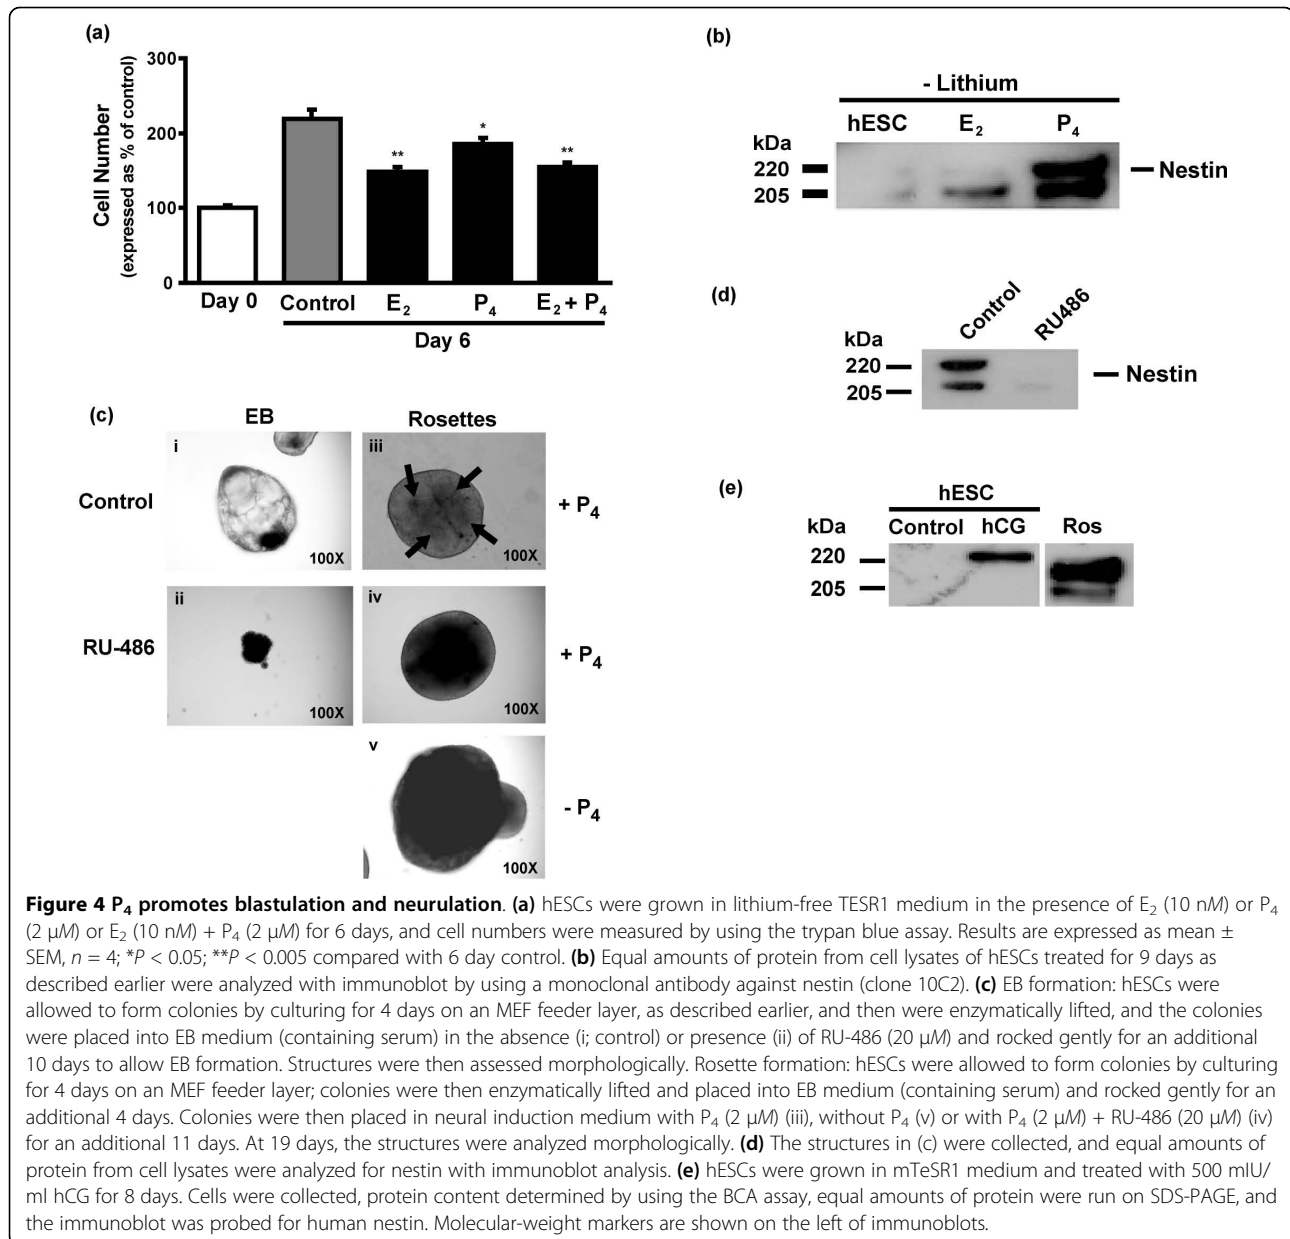 (a)
300
200
100
0
Cell Number
(expressed as % of control)
**
*
**
Day 0
Control
E2
P4
E2 + P4
Day 6
(b)
- Lithium
hESC E2 P4
kDa
220
205
Nestin
(d)
Control
RU486
kDa
220
205
Nestin
(c)
EB
Rosettes
Control
i
100X
iii
100X
+ P4
RU-486
ii
100X
iv
100X
+ P4
v
100X
- P4
(e)
hESC
kDa Control hCG Ros
220
205
Figure 4 P4 promotes blastulation and neurulation. (a) hESCs were grown in lithium-free TESR1 medium in the presence of E2 (10 nM) or P4
(2 μM) or E2 (10 nM) + P4 (2 μM) for 6 days, and cell numbers were measured by using the trypan blue assay. Results are expressed as mean ±
SEM, n = 4; *P < 0.05; **P < 0.005 compared with 6 day control. (b) Equal amounts of protein from cell lysates of hESCs treated for 9 days as
described earlier were analyzed with immunoblot by using a monoclonal antibody against nestin (clone 10C2). (c) EB formation: hESCs were
allowed to form colonies by culturing for 4 days on an MEF feeder layer, as described earlier, and then were enzymatically lifted, and the colonies
were placed into EB medium (containing serum) in the absence (i; control) or presence (ii) of RU-486 (20 μM) and rocked gently for an additional
10 days to allow EB formation. Structures were then assessed morphologically. Rosette formation: hESCs were allowed to form colonies by culturing
for 4 days on an MEF feeder layer; colonies were then enzymatically lifted and placed into EB medium (containing serum) and rocked gently for an
additional 4 days. Colonies were then placed in neural induction medium with P4 (2 μM) (iii), without P4 (v) or with P4 (2 μM) + RU-486 (20 μM) (iv)
for an additional 11 days. At 19 days, the structures were analyzed morphologically. (d) The structures in (c) were collected, and equal amounts of
protein from cell lysates were analyzed for nestin with immunoblot analysis. (e) hESCs were grown in mTeSR1 medium and treated with 500 mIU/
ml hCG for 8 days. Cells were collected, protein content determined by using the BCA assay, equal amounts of protein were run on SDS-PAGE, and
the immunoblot was probed for human nestin. Molecular-weight markers are shown on the left of immunoblots.